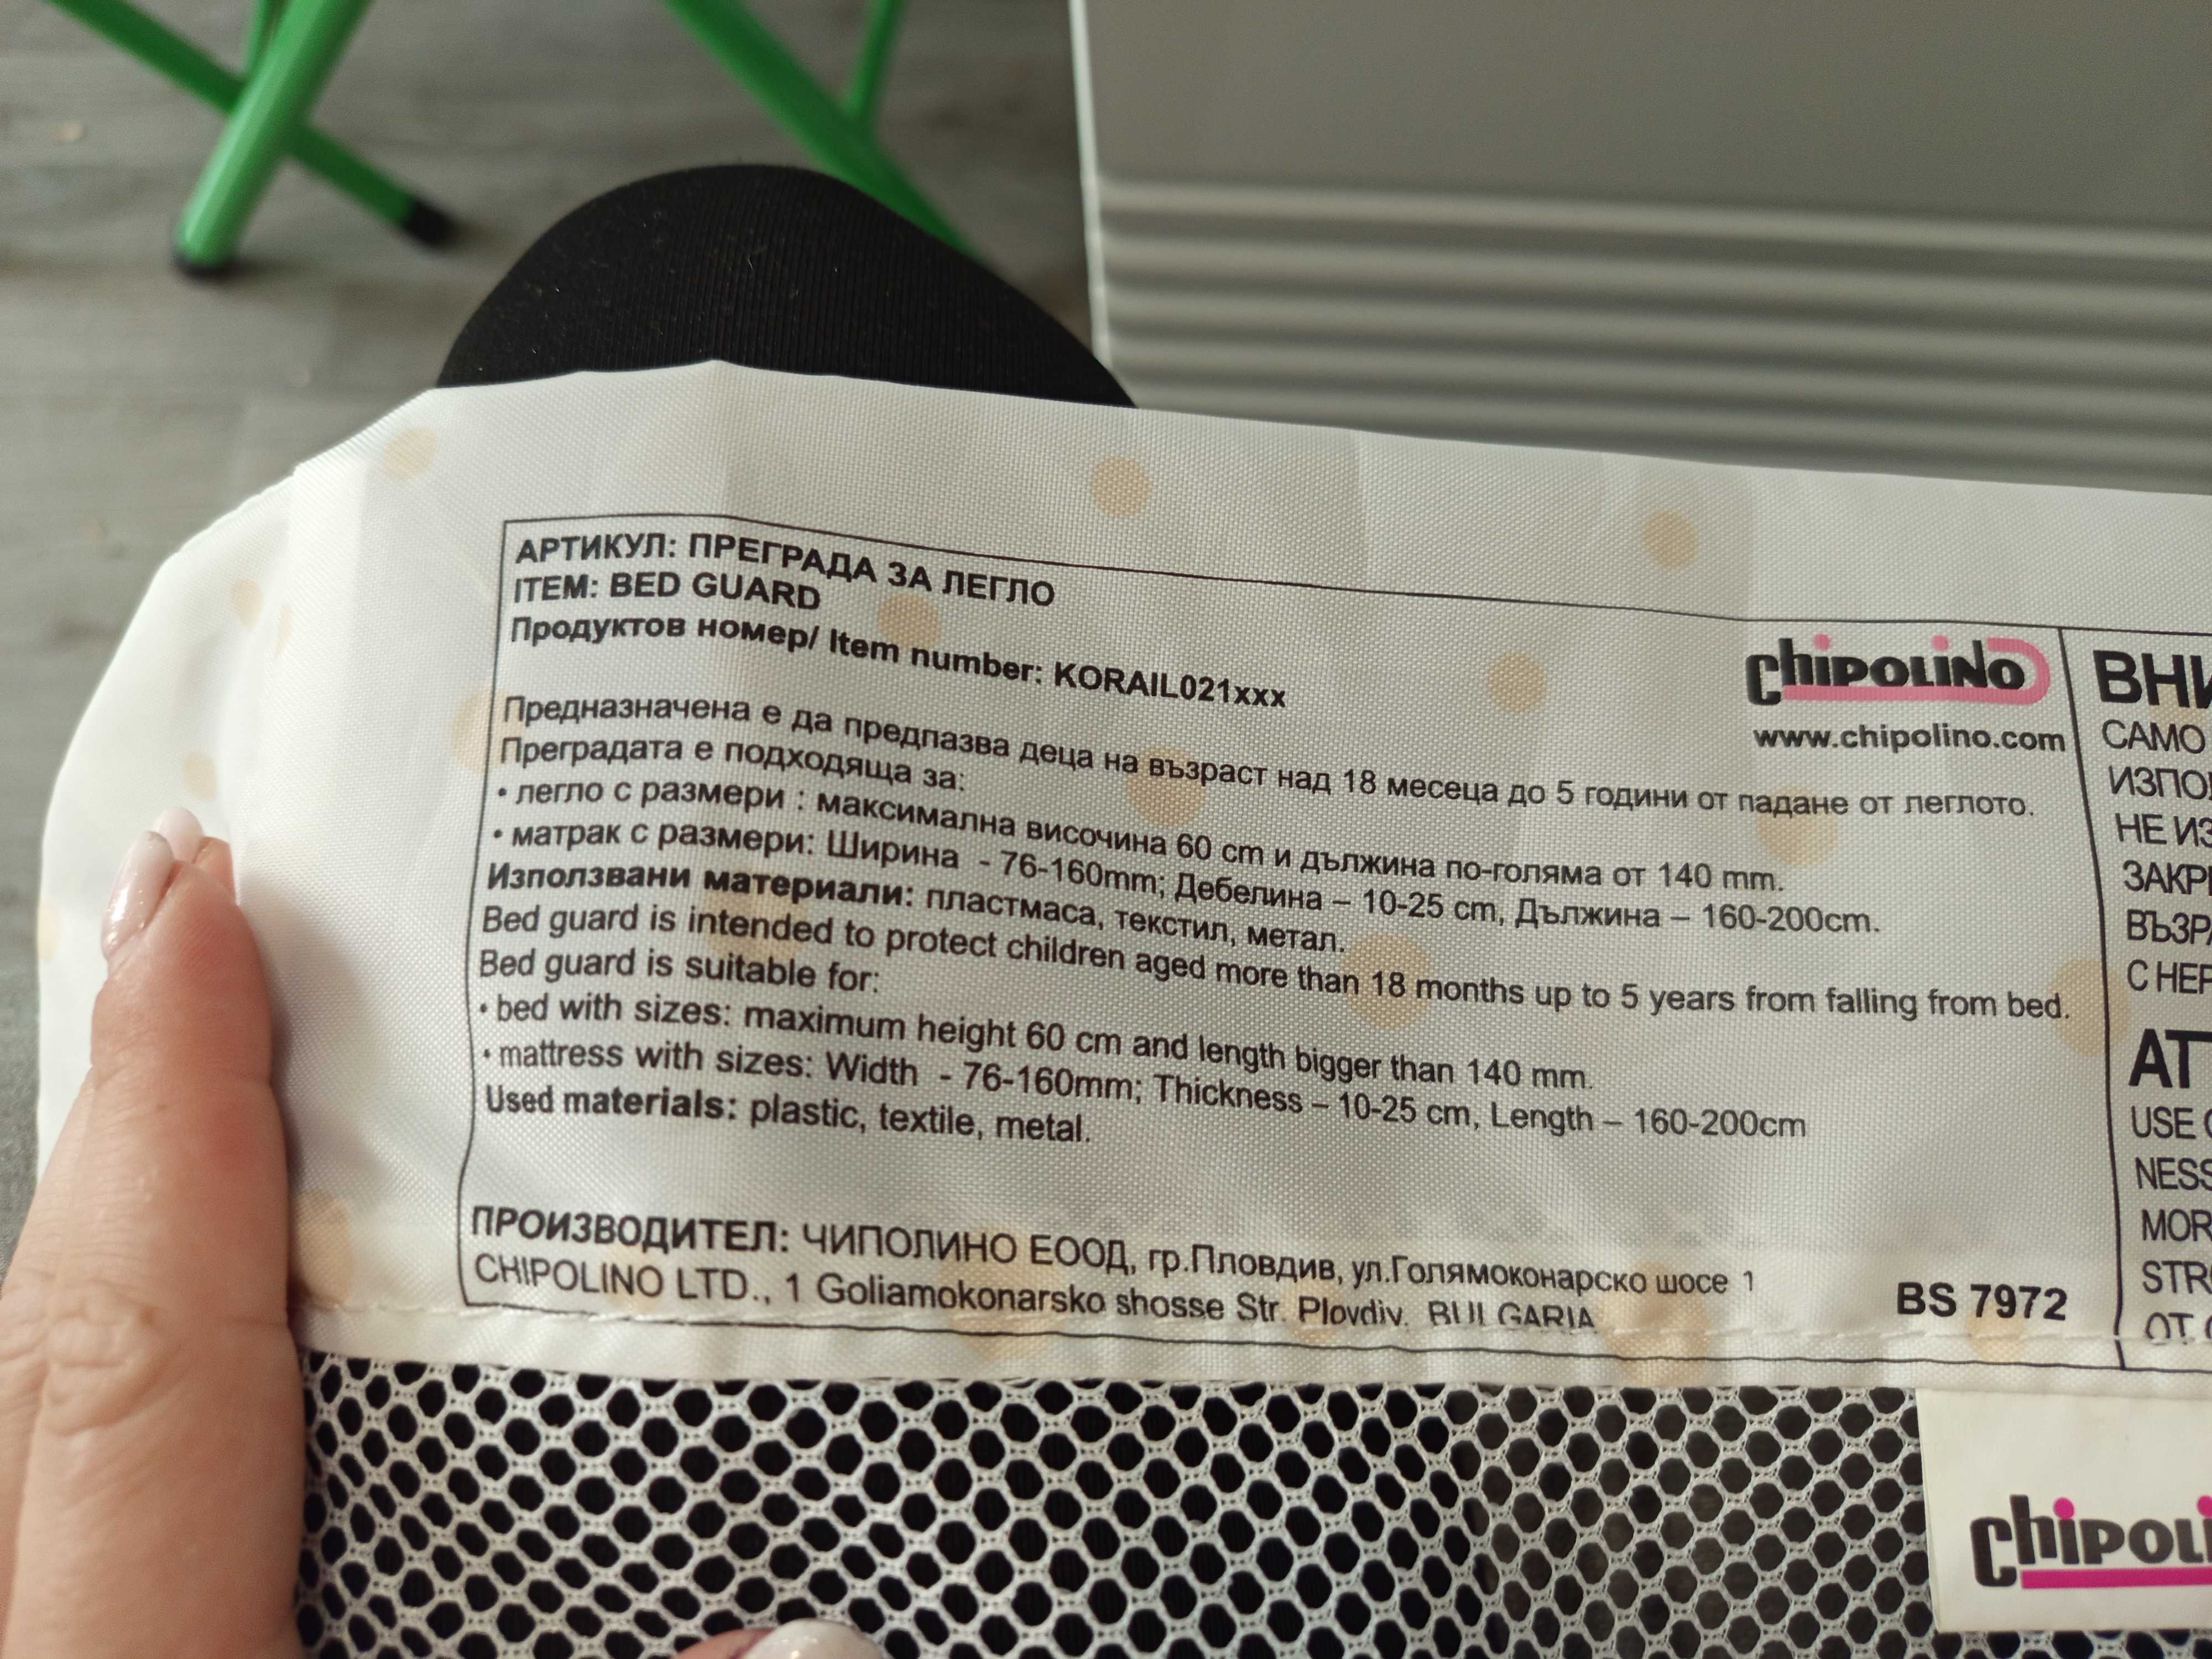 АРТИКУЛ: ПРЕГРАДА ЗА ЛЕГЛО
ITEM: BED GUARD
Продуктов номер/ Item number: KORAIL021xxx
chipolino
www.chipolino.com
Предназначена е да предпазва деца на възраст над 18 месеца до 5 години от падане от леглото.
Преградата е подходяща за:
• легло с размери : максимална височина 60 cm и дължина по-голяма от 140 mm.
• матрак с размери: Ширина - 76-160mm; Дебелина – 10-25 cm, Дължина – 160-200cm.
Използвани материали: пластмаса, текстил, метал.
Bed guard is intended to protect children aged more than 18 months up to 5 years from falling from bed.
Bed guard is suitable for:
• bed with sizes: maximum height 60 cm and length bigger than 140 mm.
• mattress with sizes: Width - 76-160mm; Thickness – 10-25 cm, Length – 160-200cm
Used materials: plastic, textile, metal.
ПРОИЗВОДИТЕЛ: ЧИПОЛИНО ЕООД, гр.Пловдив, ул.Голямоконарско шосе 1
CHIPOLINO LTD., 1 Goliamokonarsko shosse Str. Plovdiv, BULGARIA
BS 7972
САМО
НЕ ИЗ
С НЕР
USE